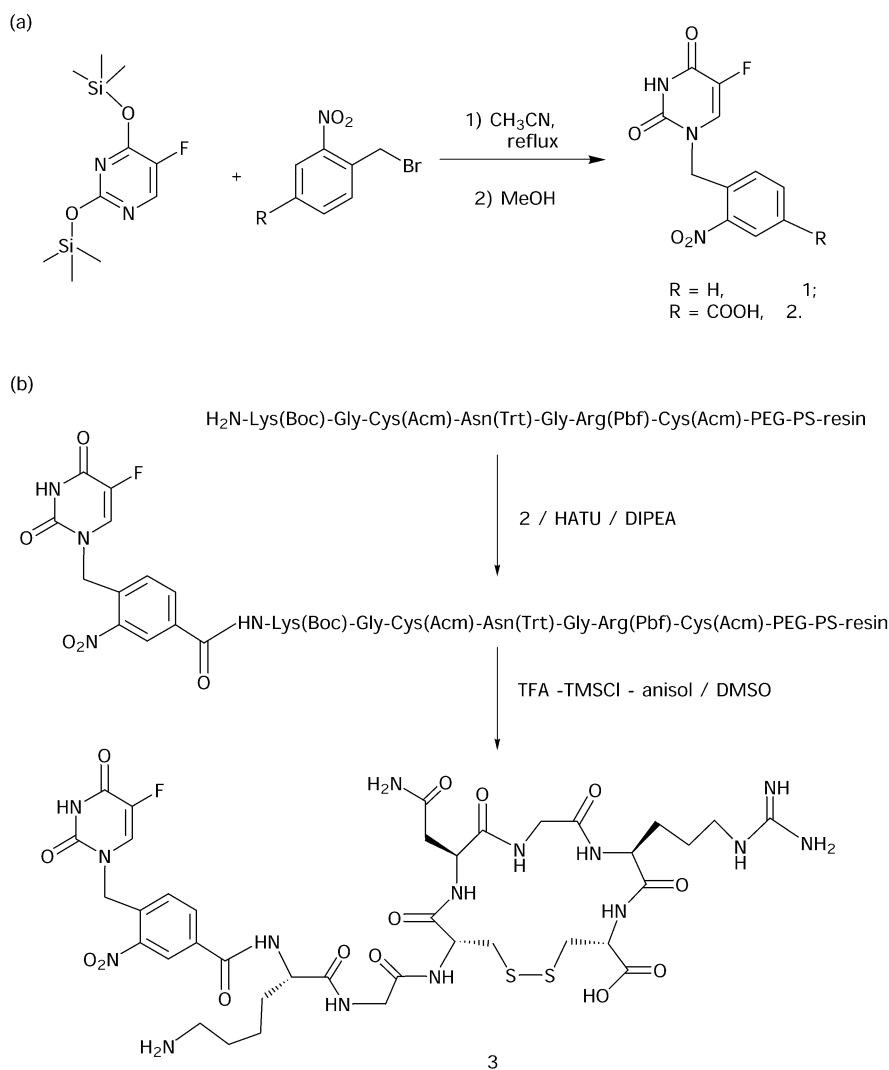 (a)
Si
O
N
F
N
O
Si
+
NO₂
Br
R
1) CH₃CN,
reflux
2) MeOH
O
HN
F
O
N
O₂N
R
R = H, 1;
R = COOH, 2.
(b)
H₂N-Lys(Boc)-Gly-Cys(Acm)-Asn(Trt)-Gly-Arg(Pbf)-Cys(Acm)-PEG-PS-resin
2 / HATU / DIPEA
O
HN
F
O
N
O₂N
O
HN-Lys(Boc)-Gly-Cys(Acm)-Asn(Trt)-Gly-Arg(Pbf)-Cys(Acm)-PEG-PS-resin
TFA -TMSCl - anisol / DMSO
O
HN
F
O
N
O₂N
O
HN
H₂N
O
N
H
O
NH
O
NH
H₂N
O
O
N
H
O
HN
O
HN
S
S
HO
O
N
H
NH
NH₂
3